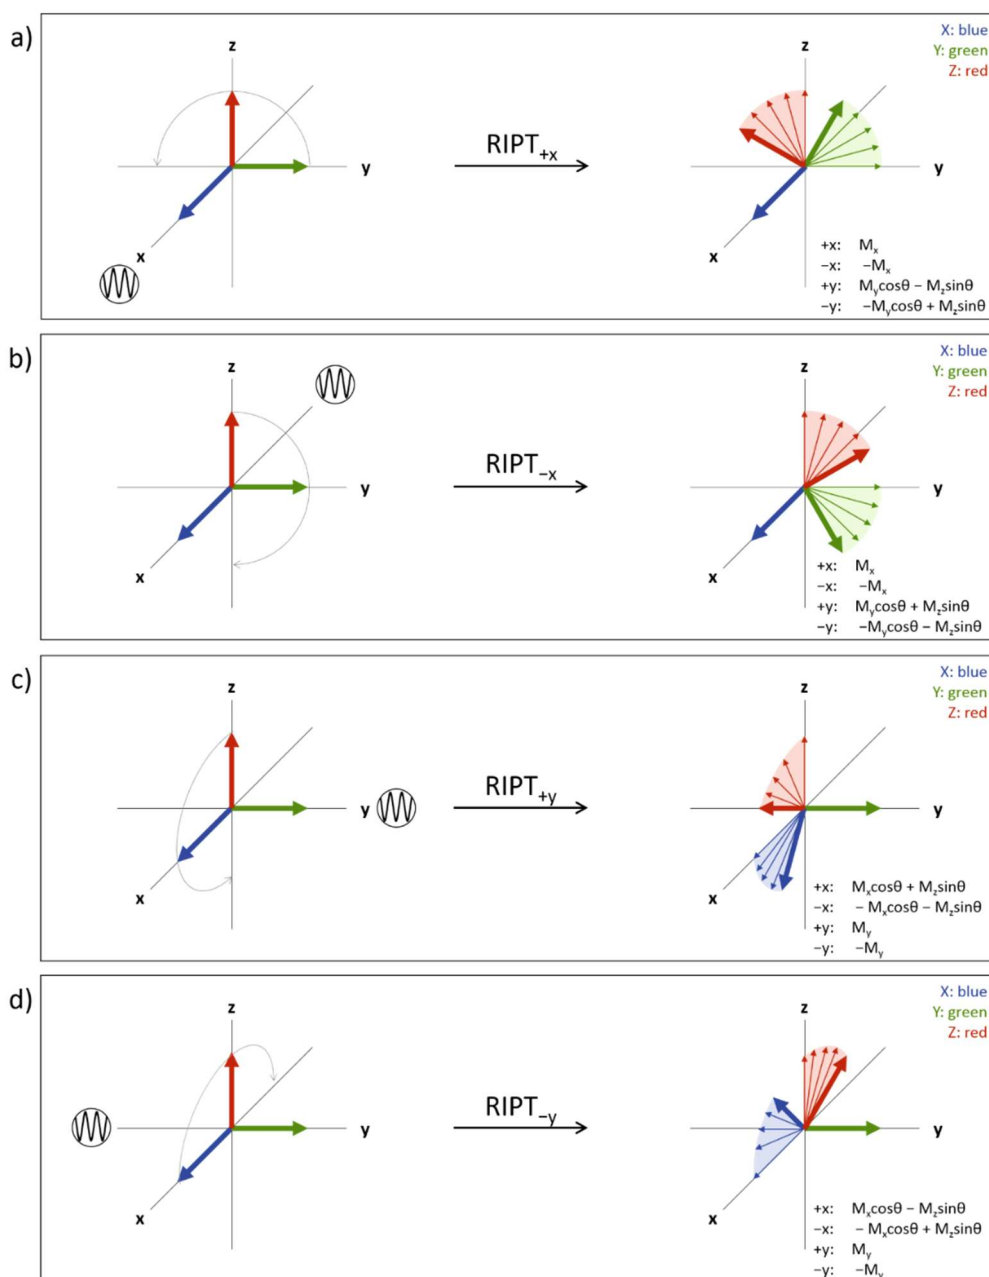 a)
X: blue
Y: green
Z: red
z
y
x
RIPT+x
z
y
x
+x: Mx
−x: −Mx
+y: Mycosθ − Mzsinθ
−y: −Mycosθ + Mzsinθ
b)
X: blue
Y: green
Z: red
z
y
x
RIPT−x
z
y
x
+x: Mx
−x: −Mx
+y: Mycosθ + Mzsinθ
−y: −Mycosθ − Mzsinθ
c)
X: blue
Y: green
Z: red
z
y
x
RIPT+y
z
y
x
+x: Mxcosθ + Mzsinθ
−x: − Mxcosθ − Mzsinθ
+y: My
−y: −My
d)
X: blue
Y: green
Z: red
z
y
x
RIPT−y
z
y
x
+x: Mxcosθ − Mzsinθ
−x: − Mxcosθ + Mzsinθ
+y: My
−y: −My